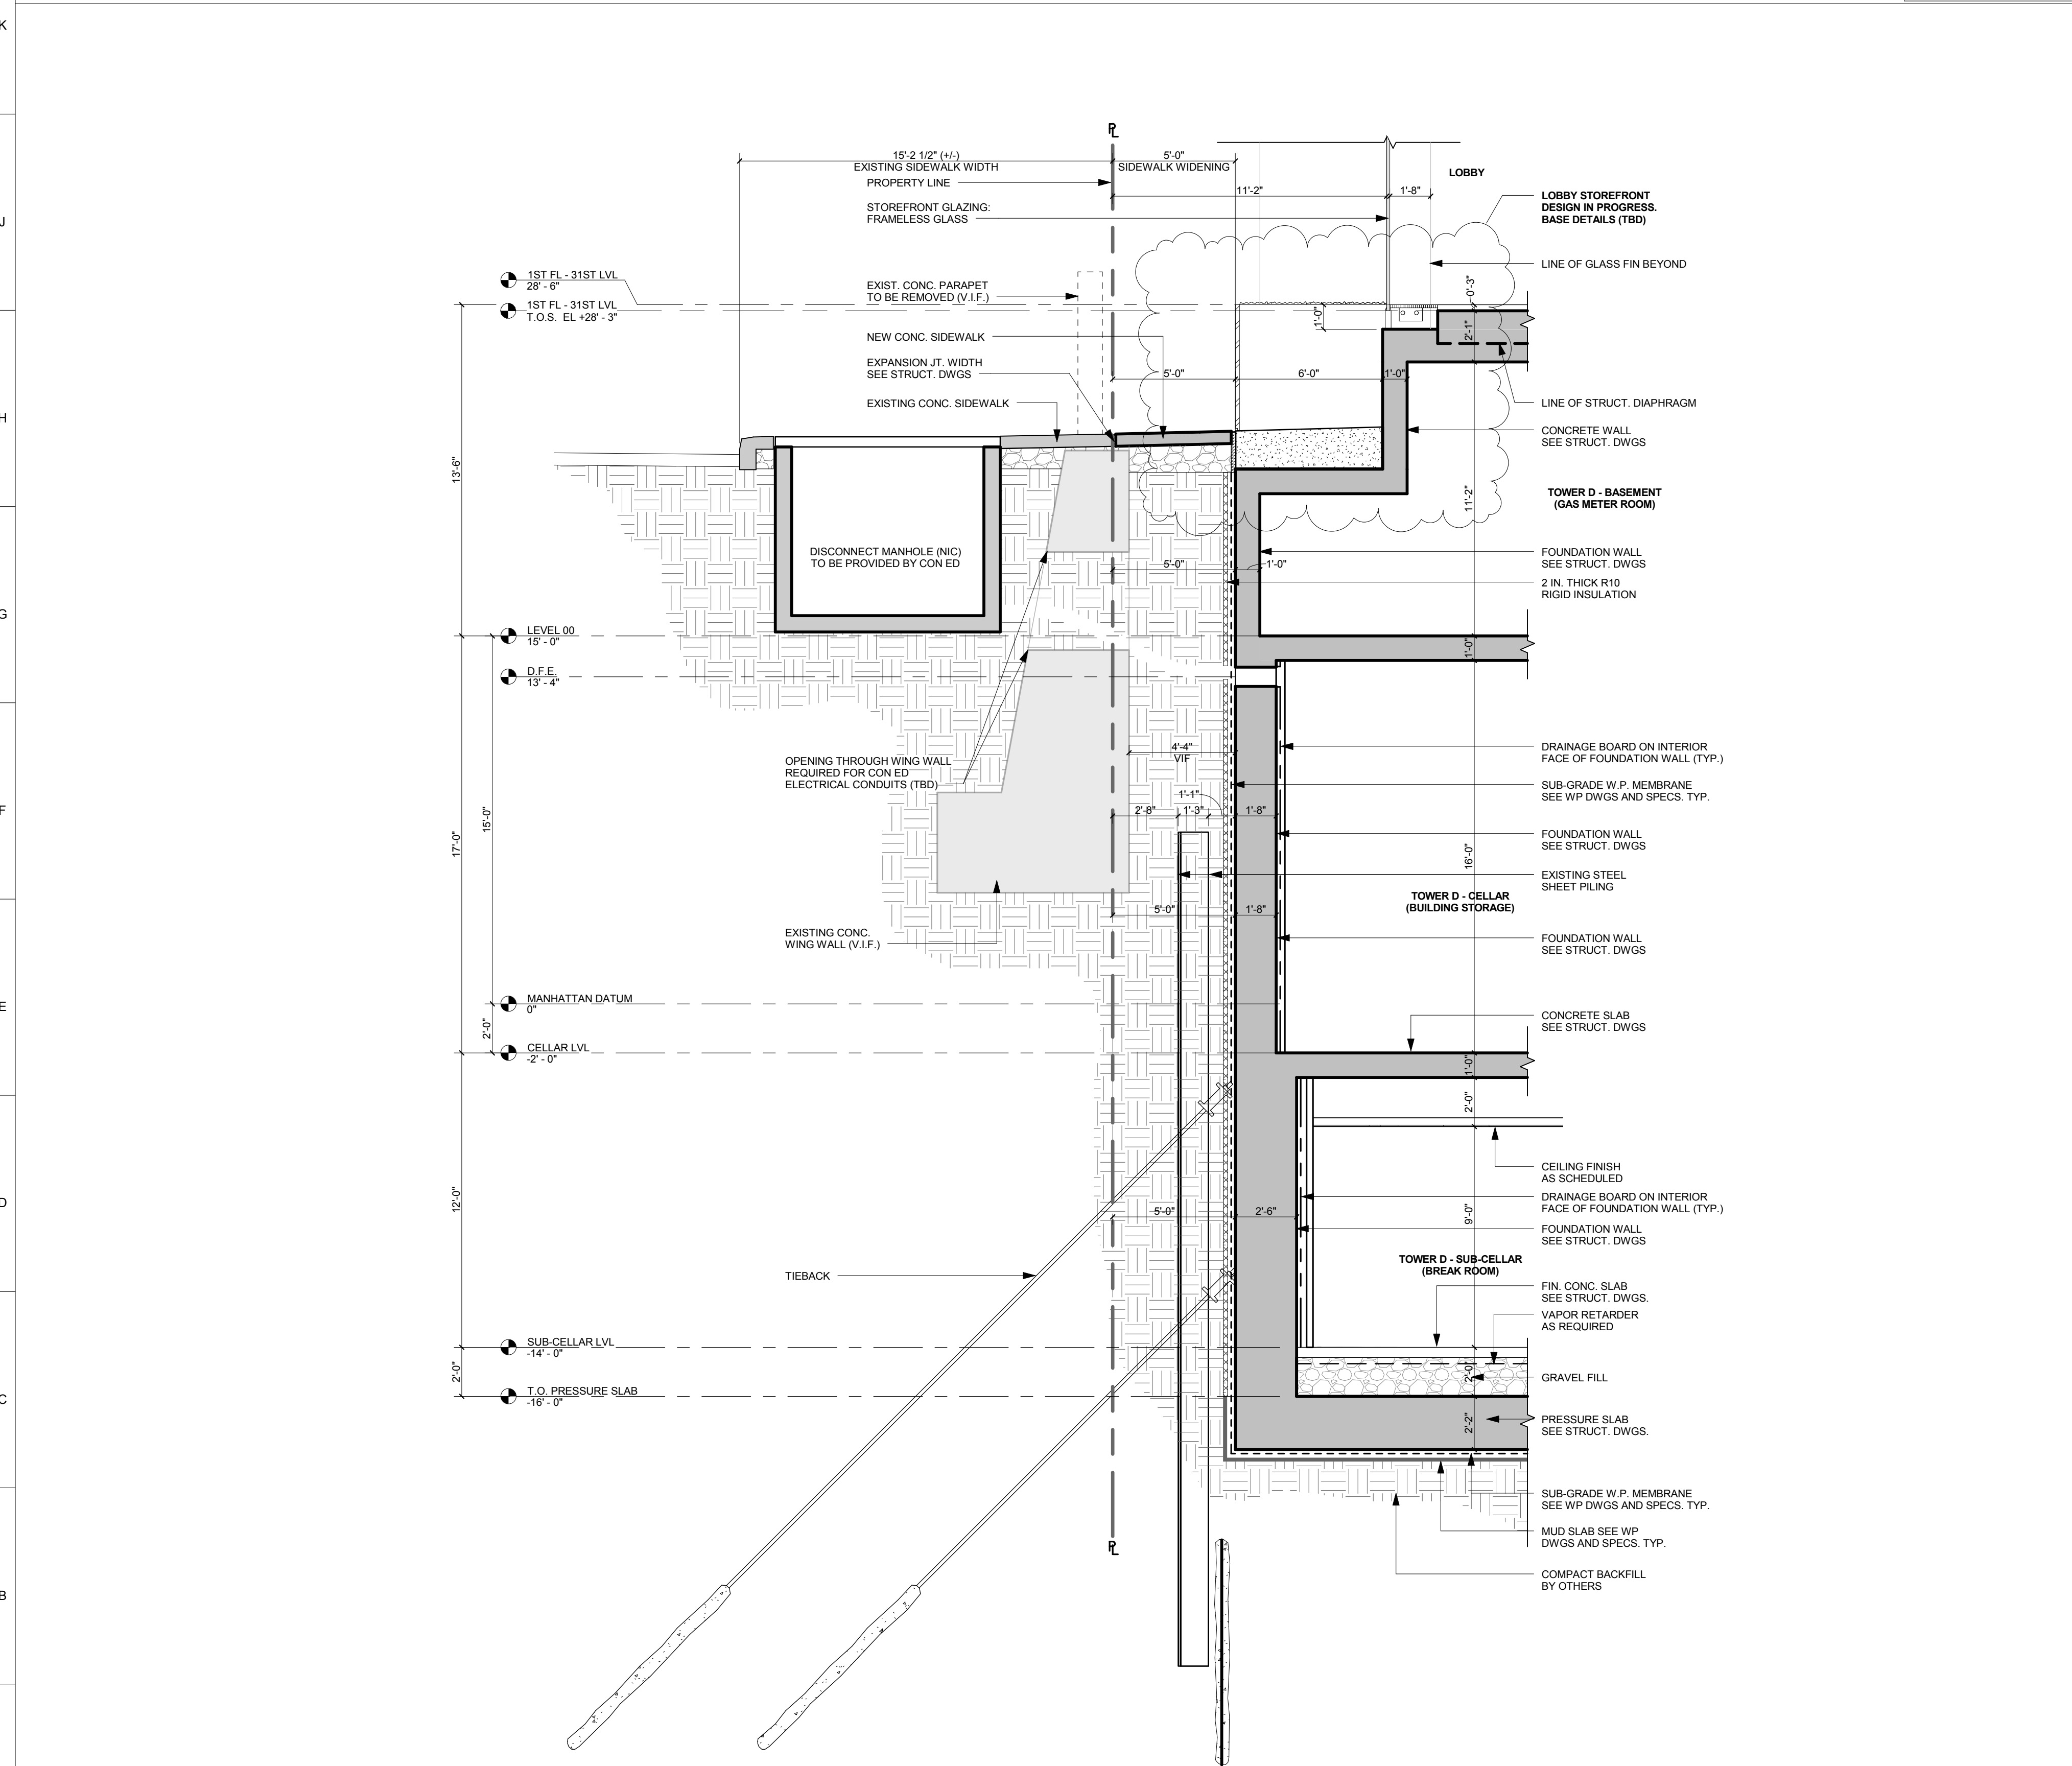 K
J
H
G
F
E
D
C
B
15'-2 1/2" (+/-)
EXISTING SIDEWALK WIDTH
5'-0"
SIDEWALK WIDENING
PROPERTY LINE
11'-2"
1'-8"
LOBBY
STOREFRONT GLAZING:
FRAMELESS GLASS
LOBBY STOREFRONT
DESIGN IN PROGRESS.
BASE DETAILS (TBD)
LINE OF GLASS FIN BEYOND
1ST FL - 31ST LVL
28' - 6"
1ST FL - 31ST LVL
T.O.S. EL +28' - 3"
EXIST. CONC. PARAPET
TO BE REMOVED (V.I.F.)
0'-3"
1'-0"
2'-1"
NEW CONC. SIDEWALK
EXPANSION JT. WIDTH
SEE STRUCT. DWGS
5'-0"
6'-0"
1'-0"
EXISTING CONC. SIDEWALK
LINE OF STRUCT. DIAPHRAGM
CONCRETE WALL
SEE STRUCT. DWGS
13'-6"
11'-2"
TOWER D - BASEMENT
(GAS METER ROOM)
DISCONNECT MANHOLE (NIC)
TO BE PROVIDED BY CON ED
5'-0"
1'-0"
FOUNDATION WALL
SEE STRUCT. DWGS
2 IN. THICK R10
RIGID INSULATION
LEVEL 00
15' - 0"
1'-0"
D.F.E.
13' - 4"
OPENING THROUGH WING WALL
REQUIRED FOR CON ED
ELECTRICAL CONDUITS (TBD)
4'-4"
VIF
DRAINAGE BOARD ON INTERIOR
FACE OF FOUNDATION WALL (TYP.)
SUB-GRADE W.P. MEMBRANE
SEE WP DWGS AND SPECS. TYP.
1'-1"
2'-8"
1'-3"
1'-8"
15'-0"
17'-0"
FOUNDATION WALL
SEE STRUCT. DWGS
16'-0"
EXISTING STEEL
SHEET PILING
TOWER D - CELLAR
(BUILDING STORAGE)
5'-0"
1'-8"
EXISTING CONC.
WING WALL (V.I.F.)
FOUNDATION WALL
SEE STRUCT. DWGS
MANHATTAN DATUM
0"
2'-0"
CONCRETE SLAB
SEE STRUCT. DWGS
CELLAR LVL
-2' - 0"
1'-0"
2'-0"
CEILING FINISH
AS SCHEDULED
DRAINAGE BOARD ON INTERIOR
FACE OF FOUNDATION WALL (TYP.)
12'-0"
5'-0"
2'-6"
9'-0"
FOUNDATION WALL
SEE STRUCT. DWGS
TOWER D - SUB-CELLAR
(BREAK ROOM)
TIEBACK
FIN. CONC. SLAB
SEE STRUCT. DWGS.
VAPOR RETARDER
AS REQUIRED
SUB-CELLAR LVL
-14' - 0"
2'-0"
2'-0"
GRAVEL FILL
T.O. PRESSURE SLAB
-16' - 0"
2'-2"
PRESSURE SLAB
SEE STRUCT. DWGS.
SUB-GRADE W.P. MEMBRANE
SEE WP DWGS AND SPECS. TYP.
MUD SLAB SEE WP
DWGS AND SPECS. TYP.
COMPACT BACKFILL
BY OTHERS